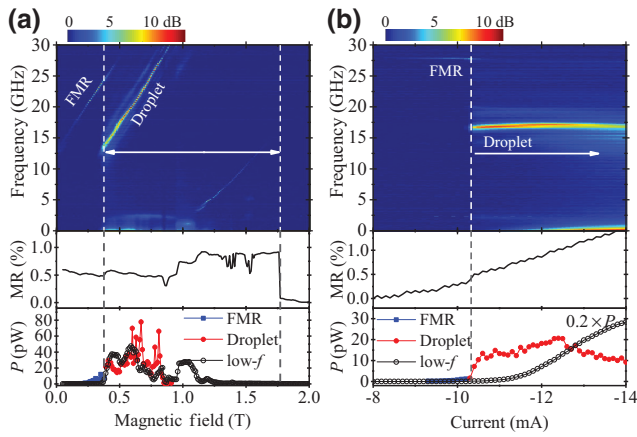 (a)
0 5 10 dB
Frequency (GHz)
30
25
20
15
10
5
0
FMR
Droplet
MR (%)
1.0
0.5
0.0
P (pW)
80
60
40
20
0
FMR
Droplet
low-f
0.0 0.5 1.0 1.5 2.0
Magnetic field (T)
(b)
0 5 10 dB
Frequency (GHz)
30
25
20
15
10
5
0
FMR
Droplet
MR (%)
1.0
0.5
0.0
P (pW)
30
20
10
0
FMR
Droplet
low-f
0.2 × P
-8 -10 -12 -14
Current (mA)